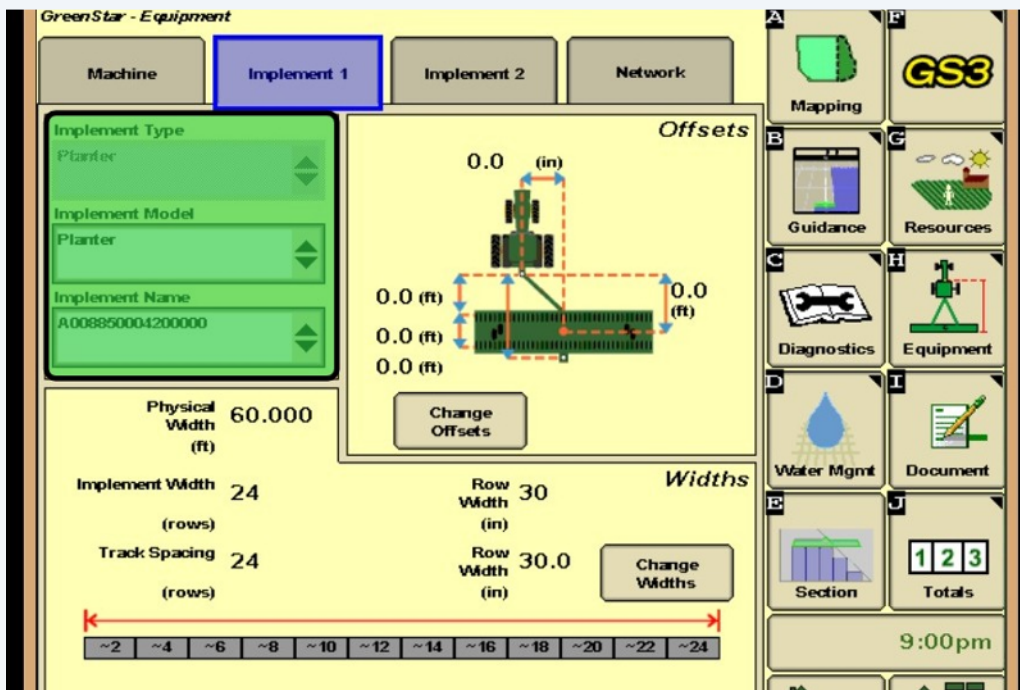 GreenStar - Equipment
Machine
Implement 1
Implement 2
Network
Implement Type
Planter
Implement Model
Planter
Implement Name
A008850004200000
Offsets
0.0 (in)
0.0 (ft)
0.0 (ft)
0.0 (ft)
0.0
(ft)
Change
Offsets
Physical
Width
(ft)
60.000
Widths
Implement Width
(rows)
24
Row
Width
(in)
30
Track Spacing
(rows)
24
Row
Width
(in)
30.0
Change
Widths
~2 ~4 ~6 ~8 ~10 ~12 ~14 ~16 ~18 ~20 ~22 ~24
A
Mapping
F
GS3
B
Guidance
G
Resources
C
Diagnostics
H
Equipment
D
Water Mgmt
I
Document
E
Section
J
1 2 3
Totals
9:00pm